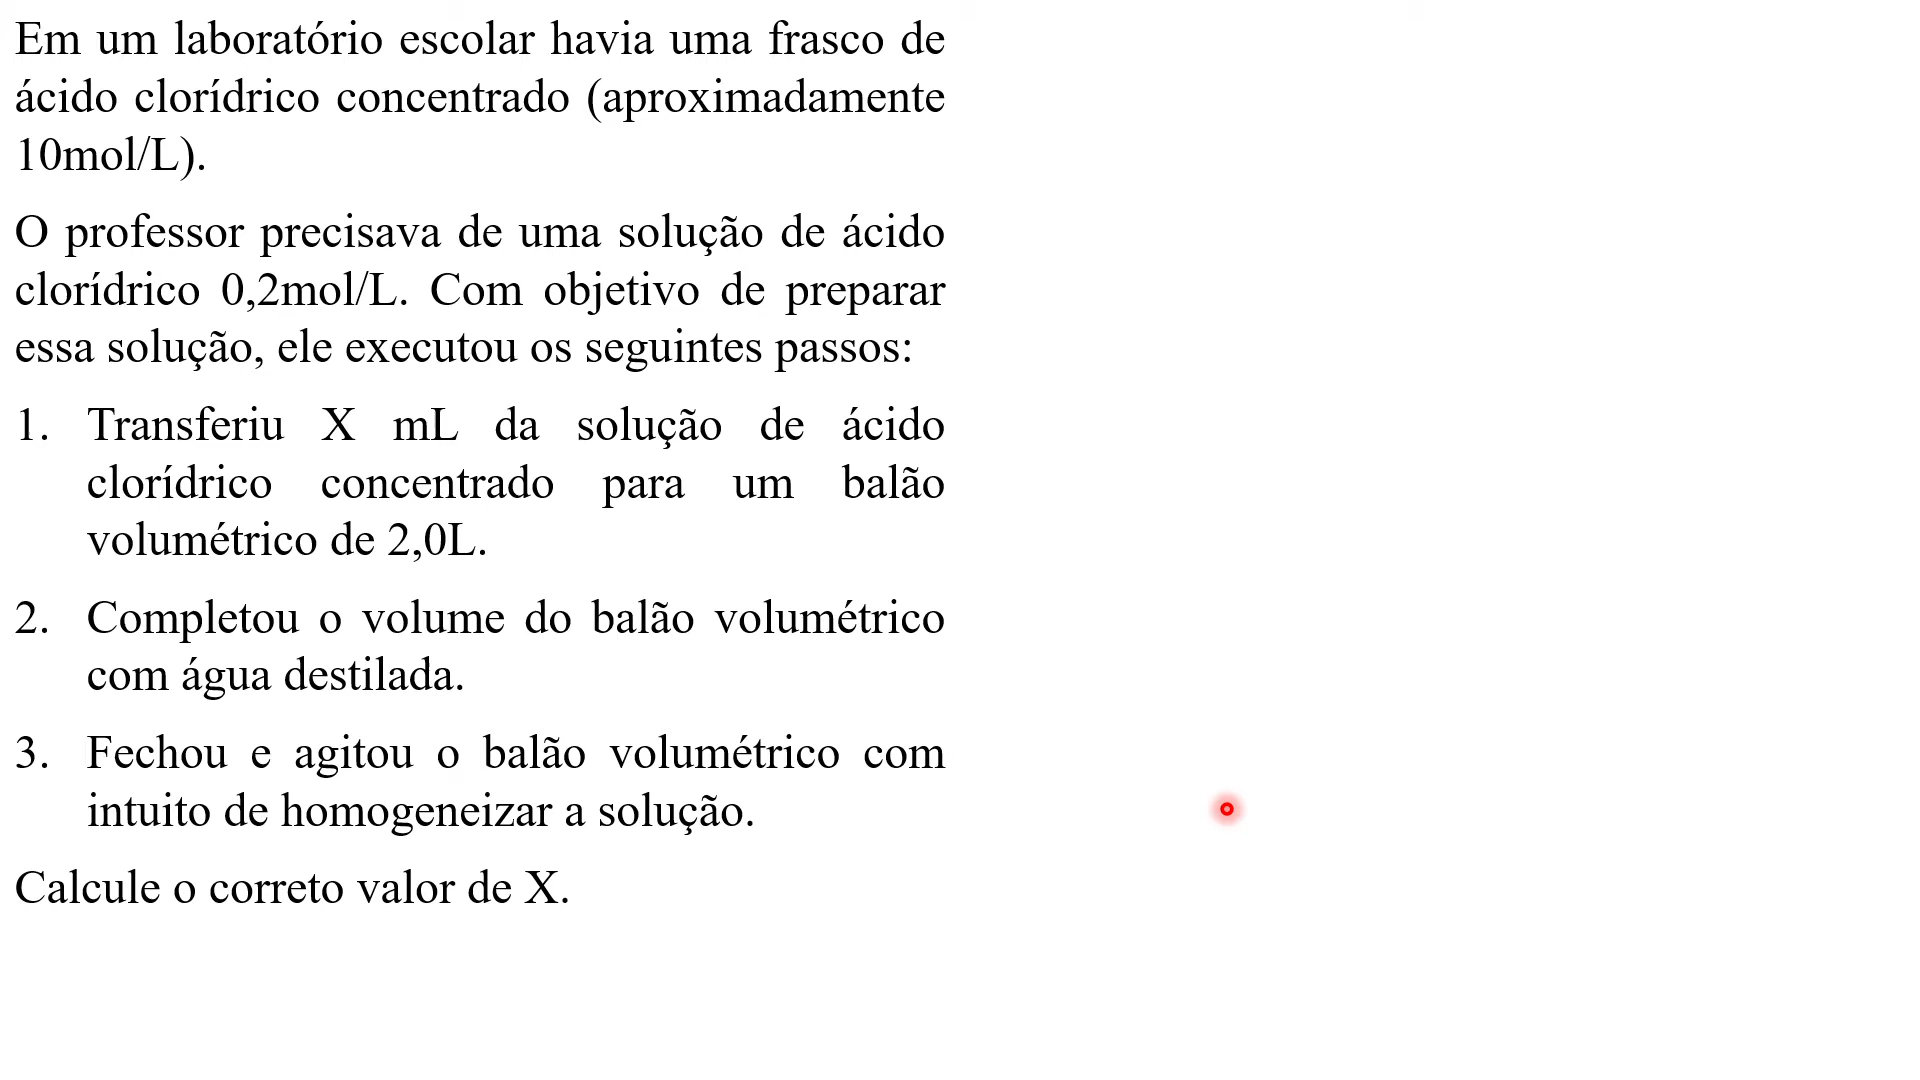 Em um laboratório escolar havia uma frasco de
ácido clorídrico concentrado (aproximadamente
10mol/L).
O professor precisava de uma solução de ácido
clorídrico 0,2mol/L. Com objetivo de preparar
essa solução, ele executou os seguintes passos:
1. Transferiu X mL da solução de ácido
clorídrico concentrado para um balão
volumétrico de 2,0L.
2. Completou o volume do balão volumétrico
com água destilada.
3. Fechou e agitou o balão volumétrico com
intuito de homogeneizar a solução.
Calcule o correto valor de X.